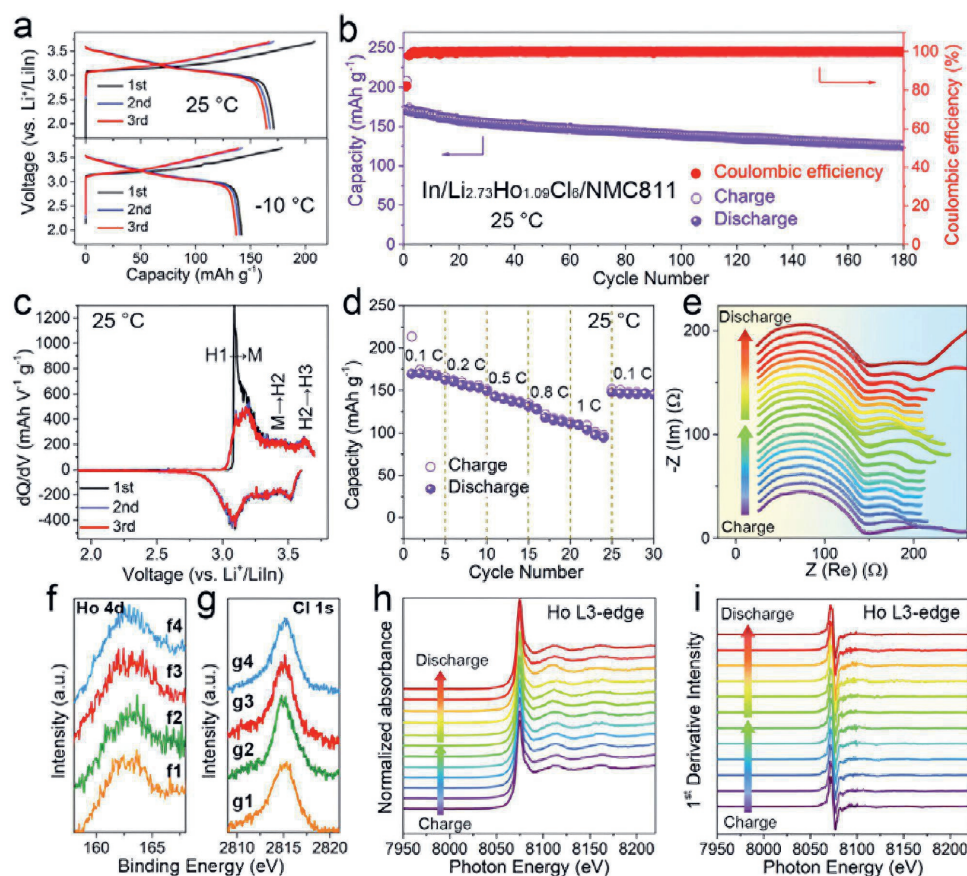 a
Voltage (vs. Li⁺/LiIn)
3.5
3.0
2.5
2.0
1st
2nd
3rd
25 °C
3.5
3.0
2.5
2.0
1st
2nd
3rd
-10 °C
0 40 80 120 160 200
Capacity (mAh g⁻¹)
b
Capacity (mAh g⁻¹)
250
200
150
100
50
0
Coulombic efficiency
Charge
Discharge
In/Li₂.₇₃Ho₁.₀₉Cl₆/NMC811
25 °C
0 20 40 60 80 100 120 140 160 180
Cycle Number
100
80
60
40
20
0
Coulombic efficiency (%)
c
25 °C
dQ/dV (mAh V⁻¹ g⁻¹)
1200
1000
800
600
400
200
0
-200
-400
H1→M
M→H2
H2→H3
1st
2nd
3rd
2.0 2.5 3.0 3.5
Voltage (vs. Li⁺/LiIn)
d
25 °C
Capacity (mAh g⁻¹)
250
200
150
100
50
0
0.1 C
0.2 C
0.5 C
0.8 C
1 C
0.1 C
Charge
Discharge
0 5 10 15 20 25 30
Cycle Number
e
-Z (Im) (Ω)
200
100
0
Discharge
Charge
0 100 200
Z (Re) (Ω)
f
Ho 4d
Intensity (a.u.)
f4
f3
f2
f1
160 165
g
Cl 1s
Intensity (a.u.)
g4
g3
g2
g1
2810 2815 2820
Binding Energy (eV)
h
Ho L3-edge
Normalized absorbance
Discharge
Charge
7950 8000 8050 8100 8150 8200
Photon Energy (eV)
i
Ho L3-edge
1ˢᵗ Derivative Intensity
Discharge
Charge
7950 8000 8050 8100 8150 8200
Photon Energy (eV)